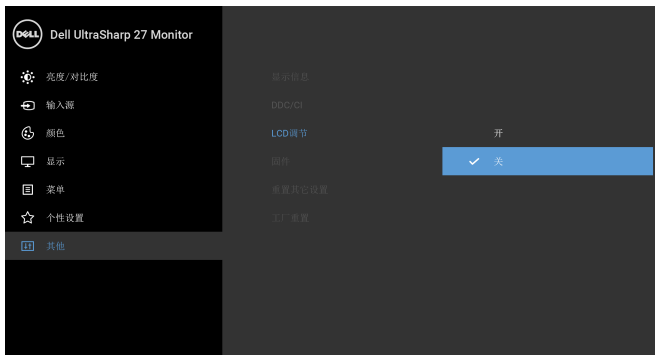 DELL
Dell UltraSharp 27 Monitor
亮度/对比度
输入源
颜色
显示
菜单
个性设置
其他
显示信息
DDC/CI
LCD调节
固件
重置其它设置
工厂重置
开
关